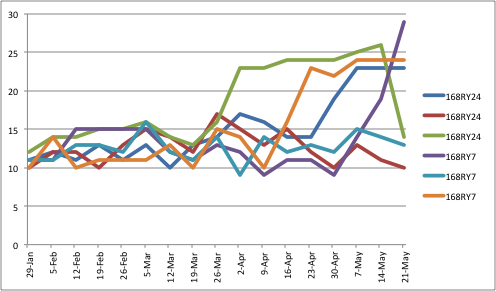 30
25
20
15
10
5
0
29-Jan
5-Feb
12-Feb
19-Feb
26-Feb
5-Mar
12-Mar
19-Mar
26-Mar
2-Apr
9-Apr
16-Apr
23-Apr
30-Apr
7-May
14-May
21-May
168RY24
168RY24
168RY24
168RY7
168RY7
168RY7